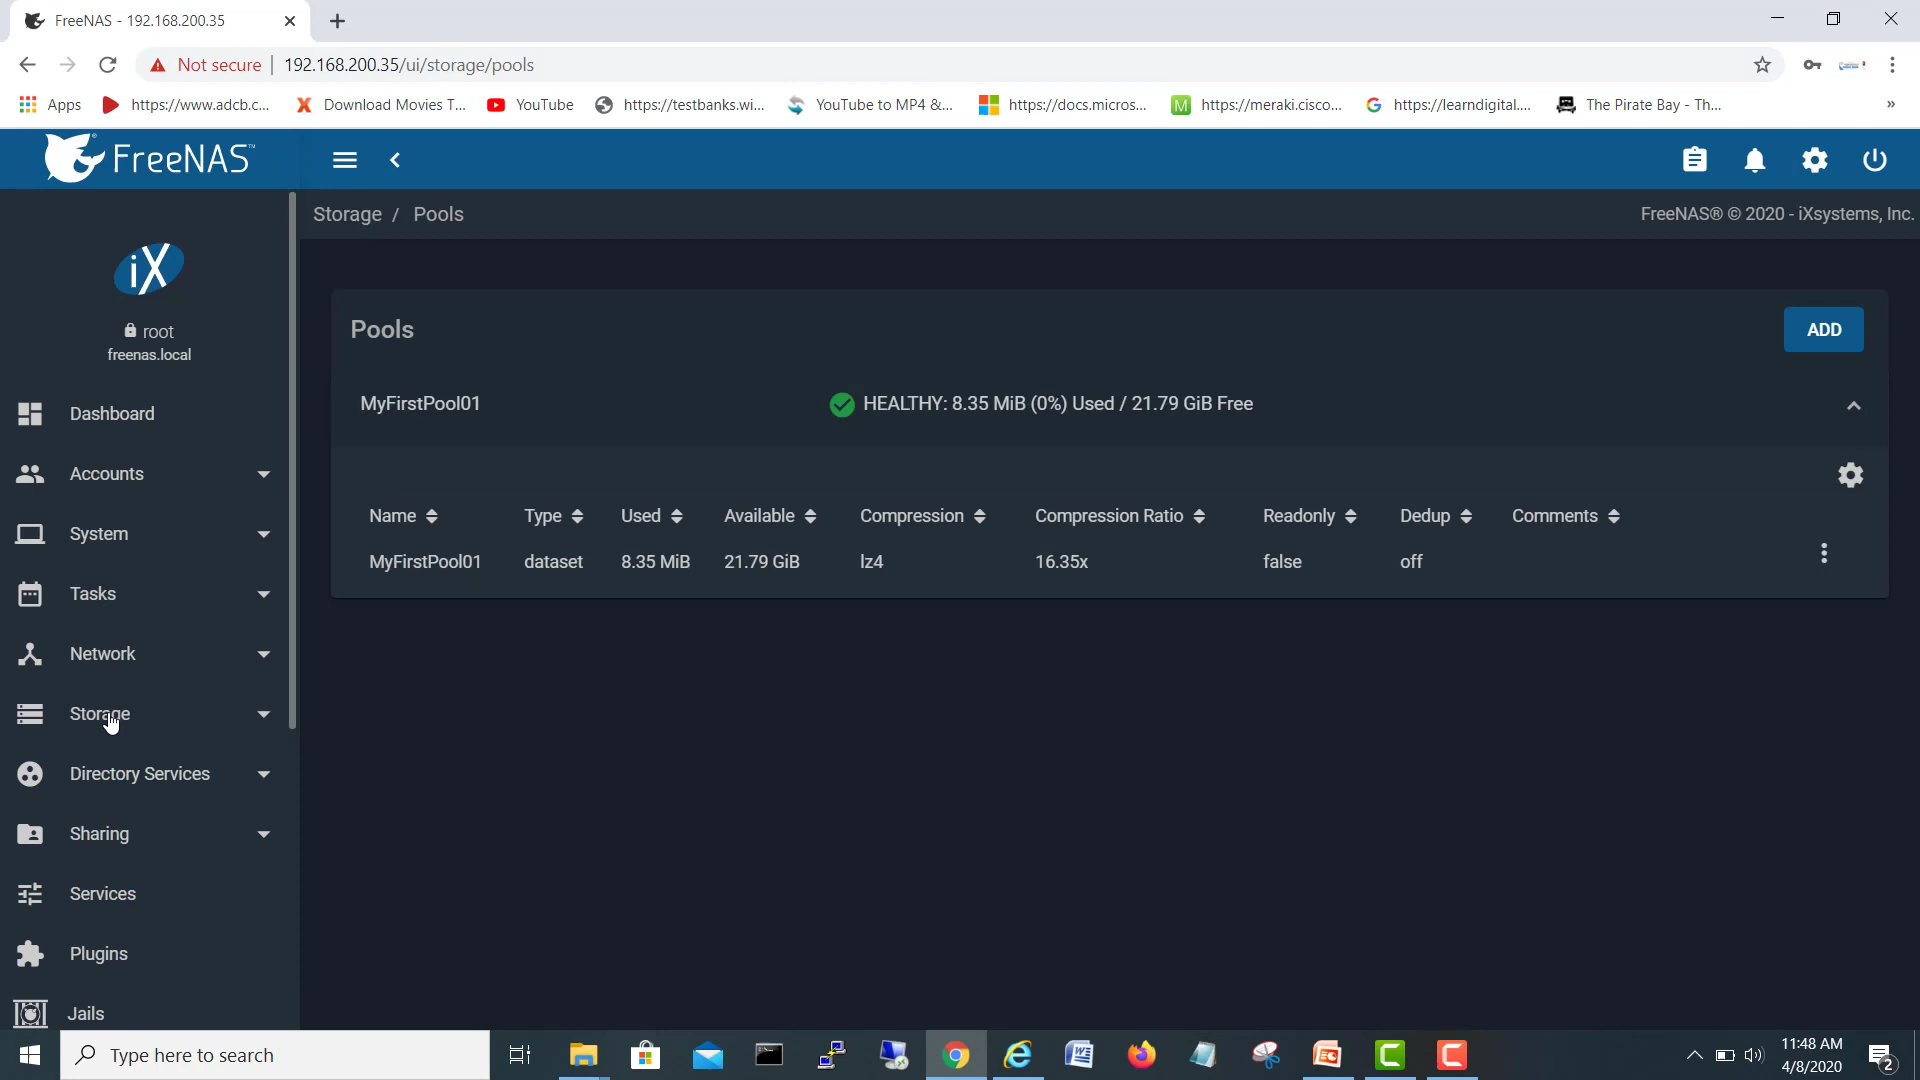 FreeNAS - 192.168.200.35
Not secure 192.168.200.35/ui/storage/pools
Apps https://www.adcb.c... Download Movies T... YouTube https://testbanks.wi... YouTube to MP4 &... https://docs.micros... M https://meraki.cisco... https://learndigital.... The Pirate Bay - Th... »
FreeNAS™
Storage / Pools FreeNAS® © 2020 - iXsystems, Inc.
iX
root
freenas.local
Dashboard
Accounts
System
Tasks
Network
Storage
Directory Services
Sharing
Services
Plugins
Jails
Pools ADD
MyFirstPool01 HEALTHY: 8.35 MiB (0%) Used / 21.79 GiB Free
Name Type Used Available Compression Compression Ratio Readonly Dedup Comments
MyFirstPool01 dataset 8.35 MiB 21.79 GiB lz4 16.35x false off
Type here to search
11:48 AM
4/8/2020
2